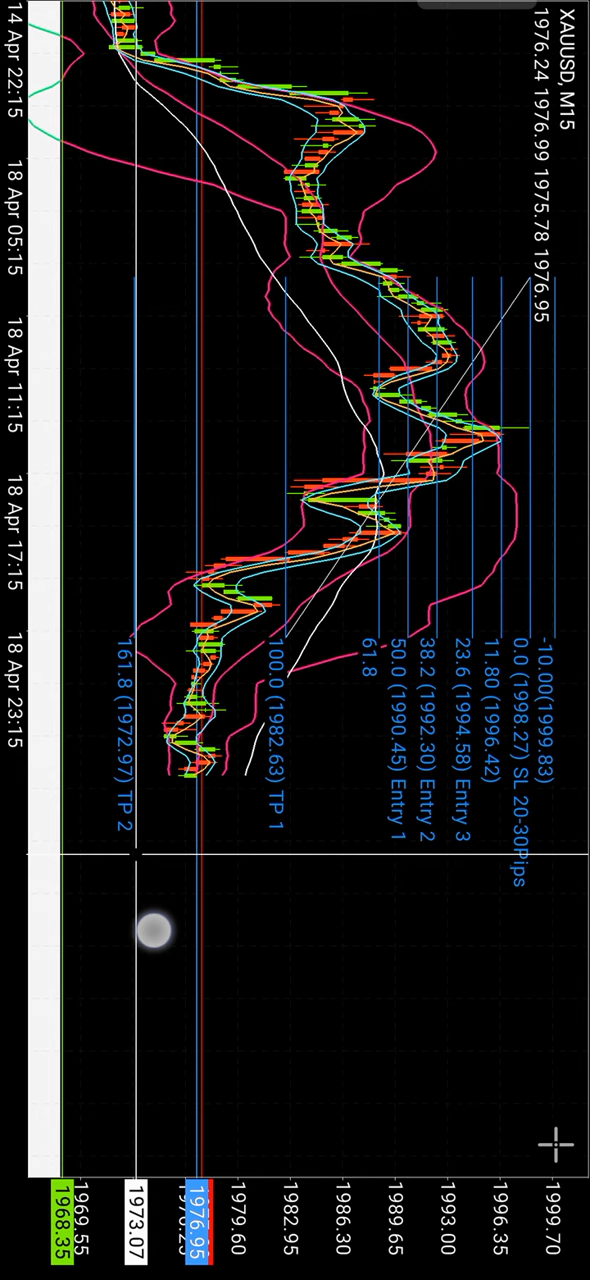 XAUUSD, M15
1976.24 1976.99 1975.78 1976.95
-10.00(1999.83)
0.0 (1998.27) SL 20-30Pips
11.80 (1996.42)
23.6 (1994.58) Entry 3
38.2 (1992.30) Entry 2
50.0 (1990.45) Entry 1
61.8
100.0 (1982.63) TP 1
161.8 (1972.97) TP 2
1999.70
1996.35
1993.00
1989.65
1986.30
1982.95
1979.60
1976.95
1973.07
1969.55
1968.35
14 Apr 22:15
18 Apr 05:15
18 Apr 11:15
18 Apr 17:15
18 Apr 23:15